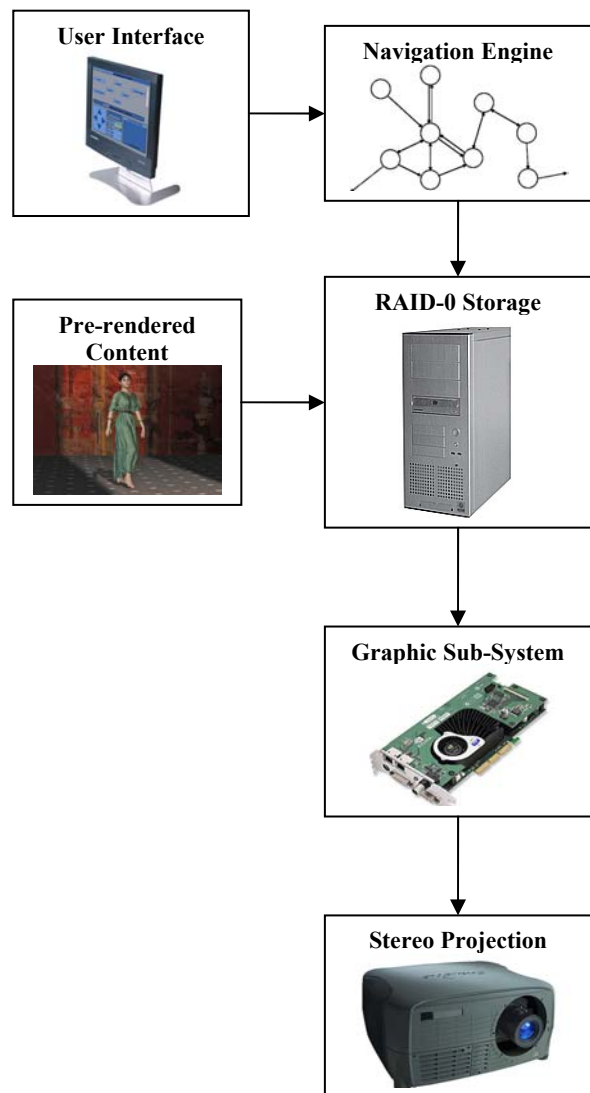 User Interface
Navigation Engine
Pre-rendered
Content
RAID-0 Storage
Graphic Sub-System
Stereo Projection